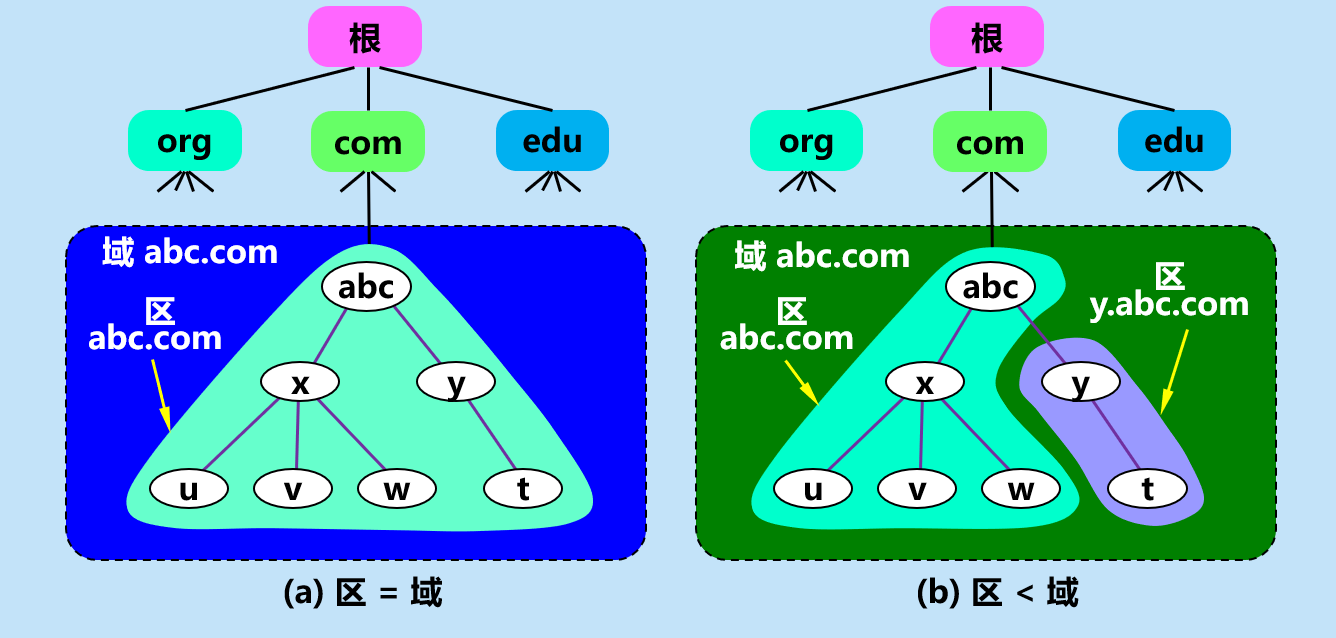 根
org
com
edu
域 abc.com
区
abc.com
abc
x
y
u
v
w
t
(a) 区 = 域
根
org
com
edu
域 abc.com
区
abc.com
区
y.abc.com
abc
x
y
u
v
w
t
(b) 区 < 域